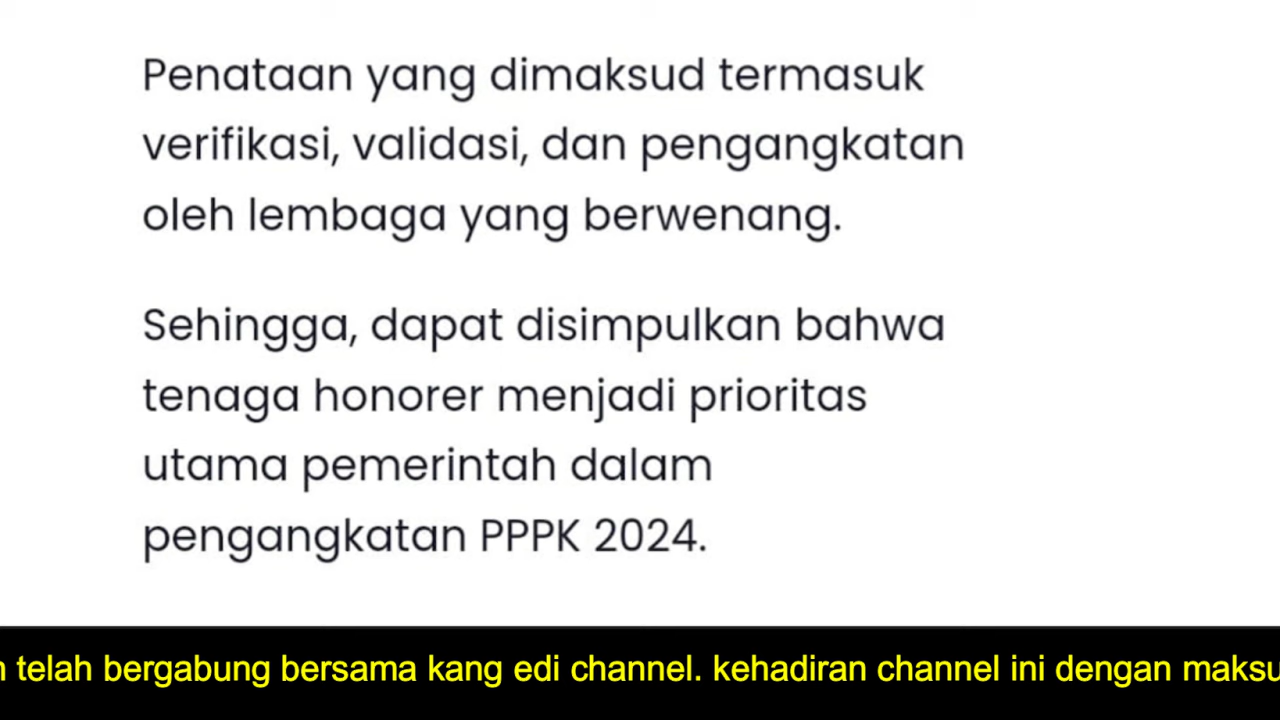 Penataan yang dimaksud termasuk
verifikasi, validasi, dan pengangkatan
oleh lembaga yang berwenang.
Sehingga, dapat disimpulkan bahwa
tenaga honorer menjadi prioritas
utama pemerintah dalam
pengangkatan PPPK 2024.
telah bergabung bersama kang edi channel. kehadiran channel ini dengan